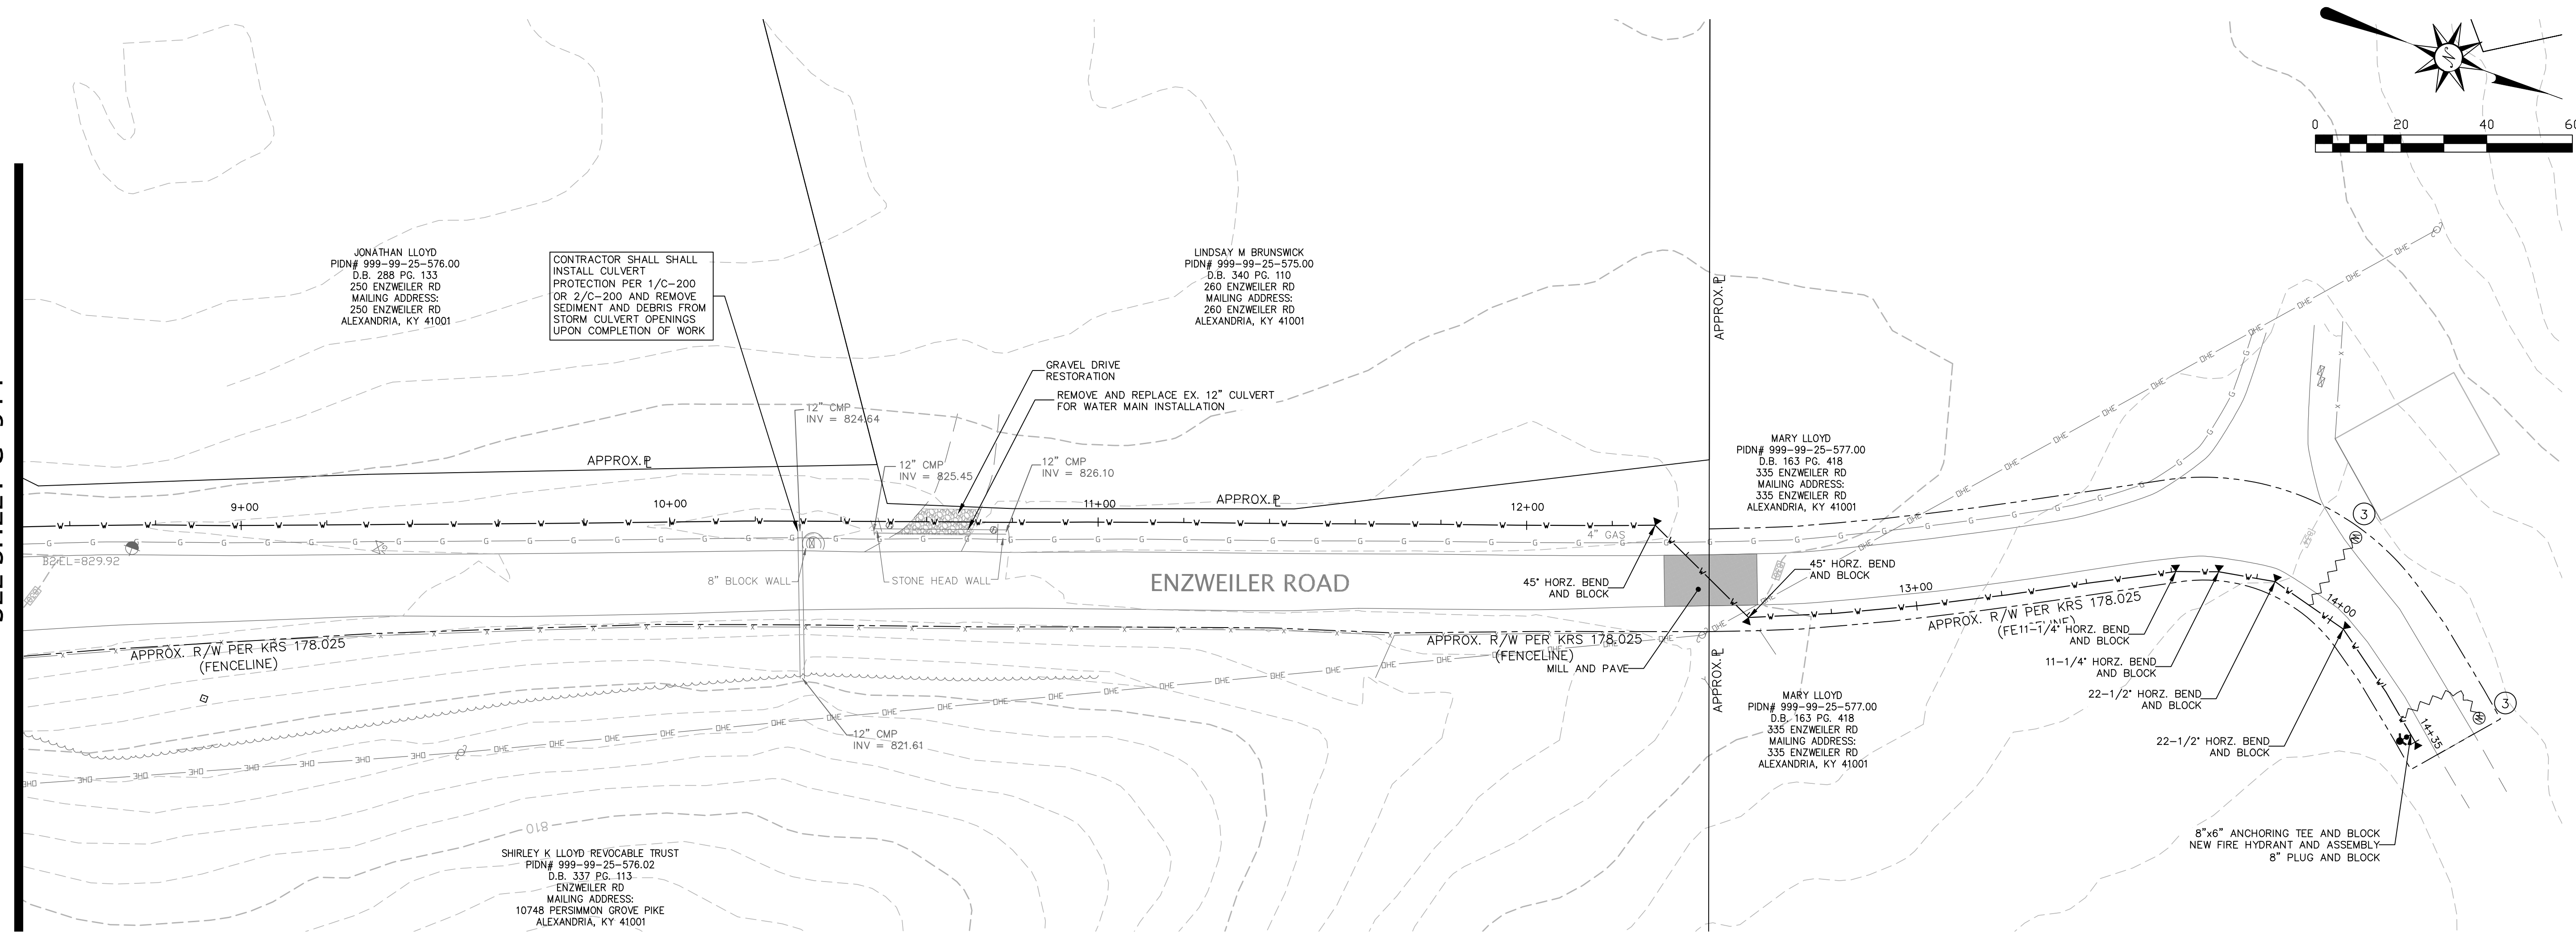 0 20 40 60
JONATHAN LLOYD
PIDN# 999-99-25-576.00
D.B. 288 PG. 133
250 ENZWEILER RD
MAILING ADDRESS:
250 ENZWEILER RD
ALEXANDRIA, KY 41001
CONTRACTOR SHALL SHALL
INSTALL CULVERT
PROTECTION PER 1/C-200
OR 2/C-200 AND REMOVE
SEDIMENT AND DEBRIS FROM
STORM CULVERT OPENINGS
UPON COMPLETION OF WORK
LINDSAY M BRUNSWICK
PIDN# 999-99-25-575.00
D.B. 340 PG. 110
260 ENZWEILER RD
MAILING ADDRESS:
260 ENZWEILER RD
ALEXANDRIA, KY 41001
APPROX. PL
GRAVEL DRIVE
RESTORATION
REMOVE AND REPLACE EX. 12" CULVERT
FOR WATER MAIN INSTALLATION
12" CMP
INV = 824.64
12" CMP
INV = 825.45
12" CMP
INV = 826.10
APPROX. PL
APPROX. PL
MARY LLOYD
PIDN# 999-99-25-577.00
D.B. 163 PG. 418
335 ENZWEILER RD
MAILING ADDRESS:
335 ENZWEILER RD
ALEXANDRIA, KY 41001
9+00
10+00
11+00
12+00
13+00
14+00
14+35
4" GAS
B2 EL=829.92
8" BLOCK WALL
STONE HEAD WALL
ENZWEILER ROAD
45° HORZ. BEND
AND BLOCK
45° HORZ. BEND
AND BLOCK
3
3
APPROX. R/W PER KRS 178.025
(FENCELINE)
APPROX. R/W PER KRS 178.025
(FENCELINE)
MILL AND PAVE
APPROX. PL
APPROX. R/W PER KRS 178.025
11-1/4° HORZ. BEND
AND BLOCK
11-1/4° HORZ. BEND
AND BLOCK
22-1/2° HORZ. BEND
AND BLOCK
22-1/2° HORZ. BEND
AND BLOCK
MARY LLOYD
PIDN# 999-99-25-577.00
D.B. 163 PG. 418
335 ENZWEILER RD
MAILING ADDRESS:
335 ENZWEILER RD
ALEXANDRIA, KY 41001
12" CMP
INV = 821.61
810
SHIRLEY K LLOYD REVOCABLE TRUST
PIDN# 999-99-25-576.02
D.B. 337 PG. 113
ENZWEILER RD
MAILING ADDRESS:
10748 PERSIMMON GROVE PIKE
ALEXANDRIA, KY 41001
8"x6" ANCHORING TEE AND BLOCK
NEW FIRE HYDRANT AND ASSEMBLY
8" PLUG AND BLOCK